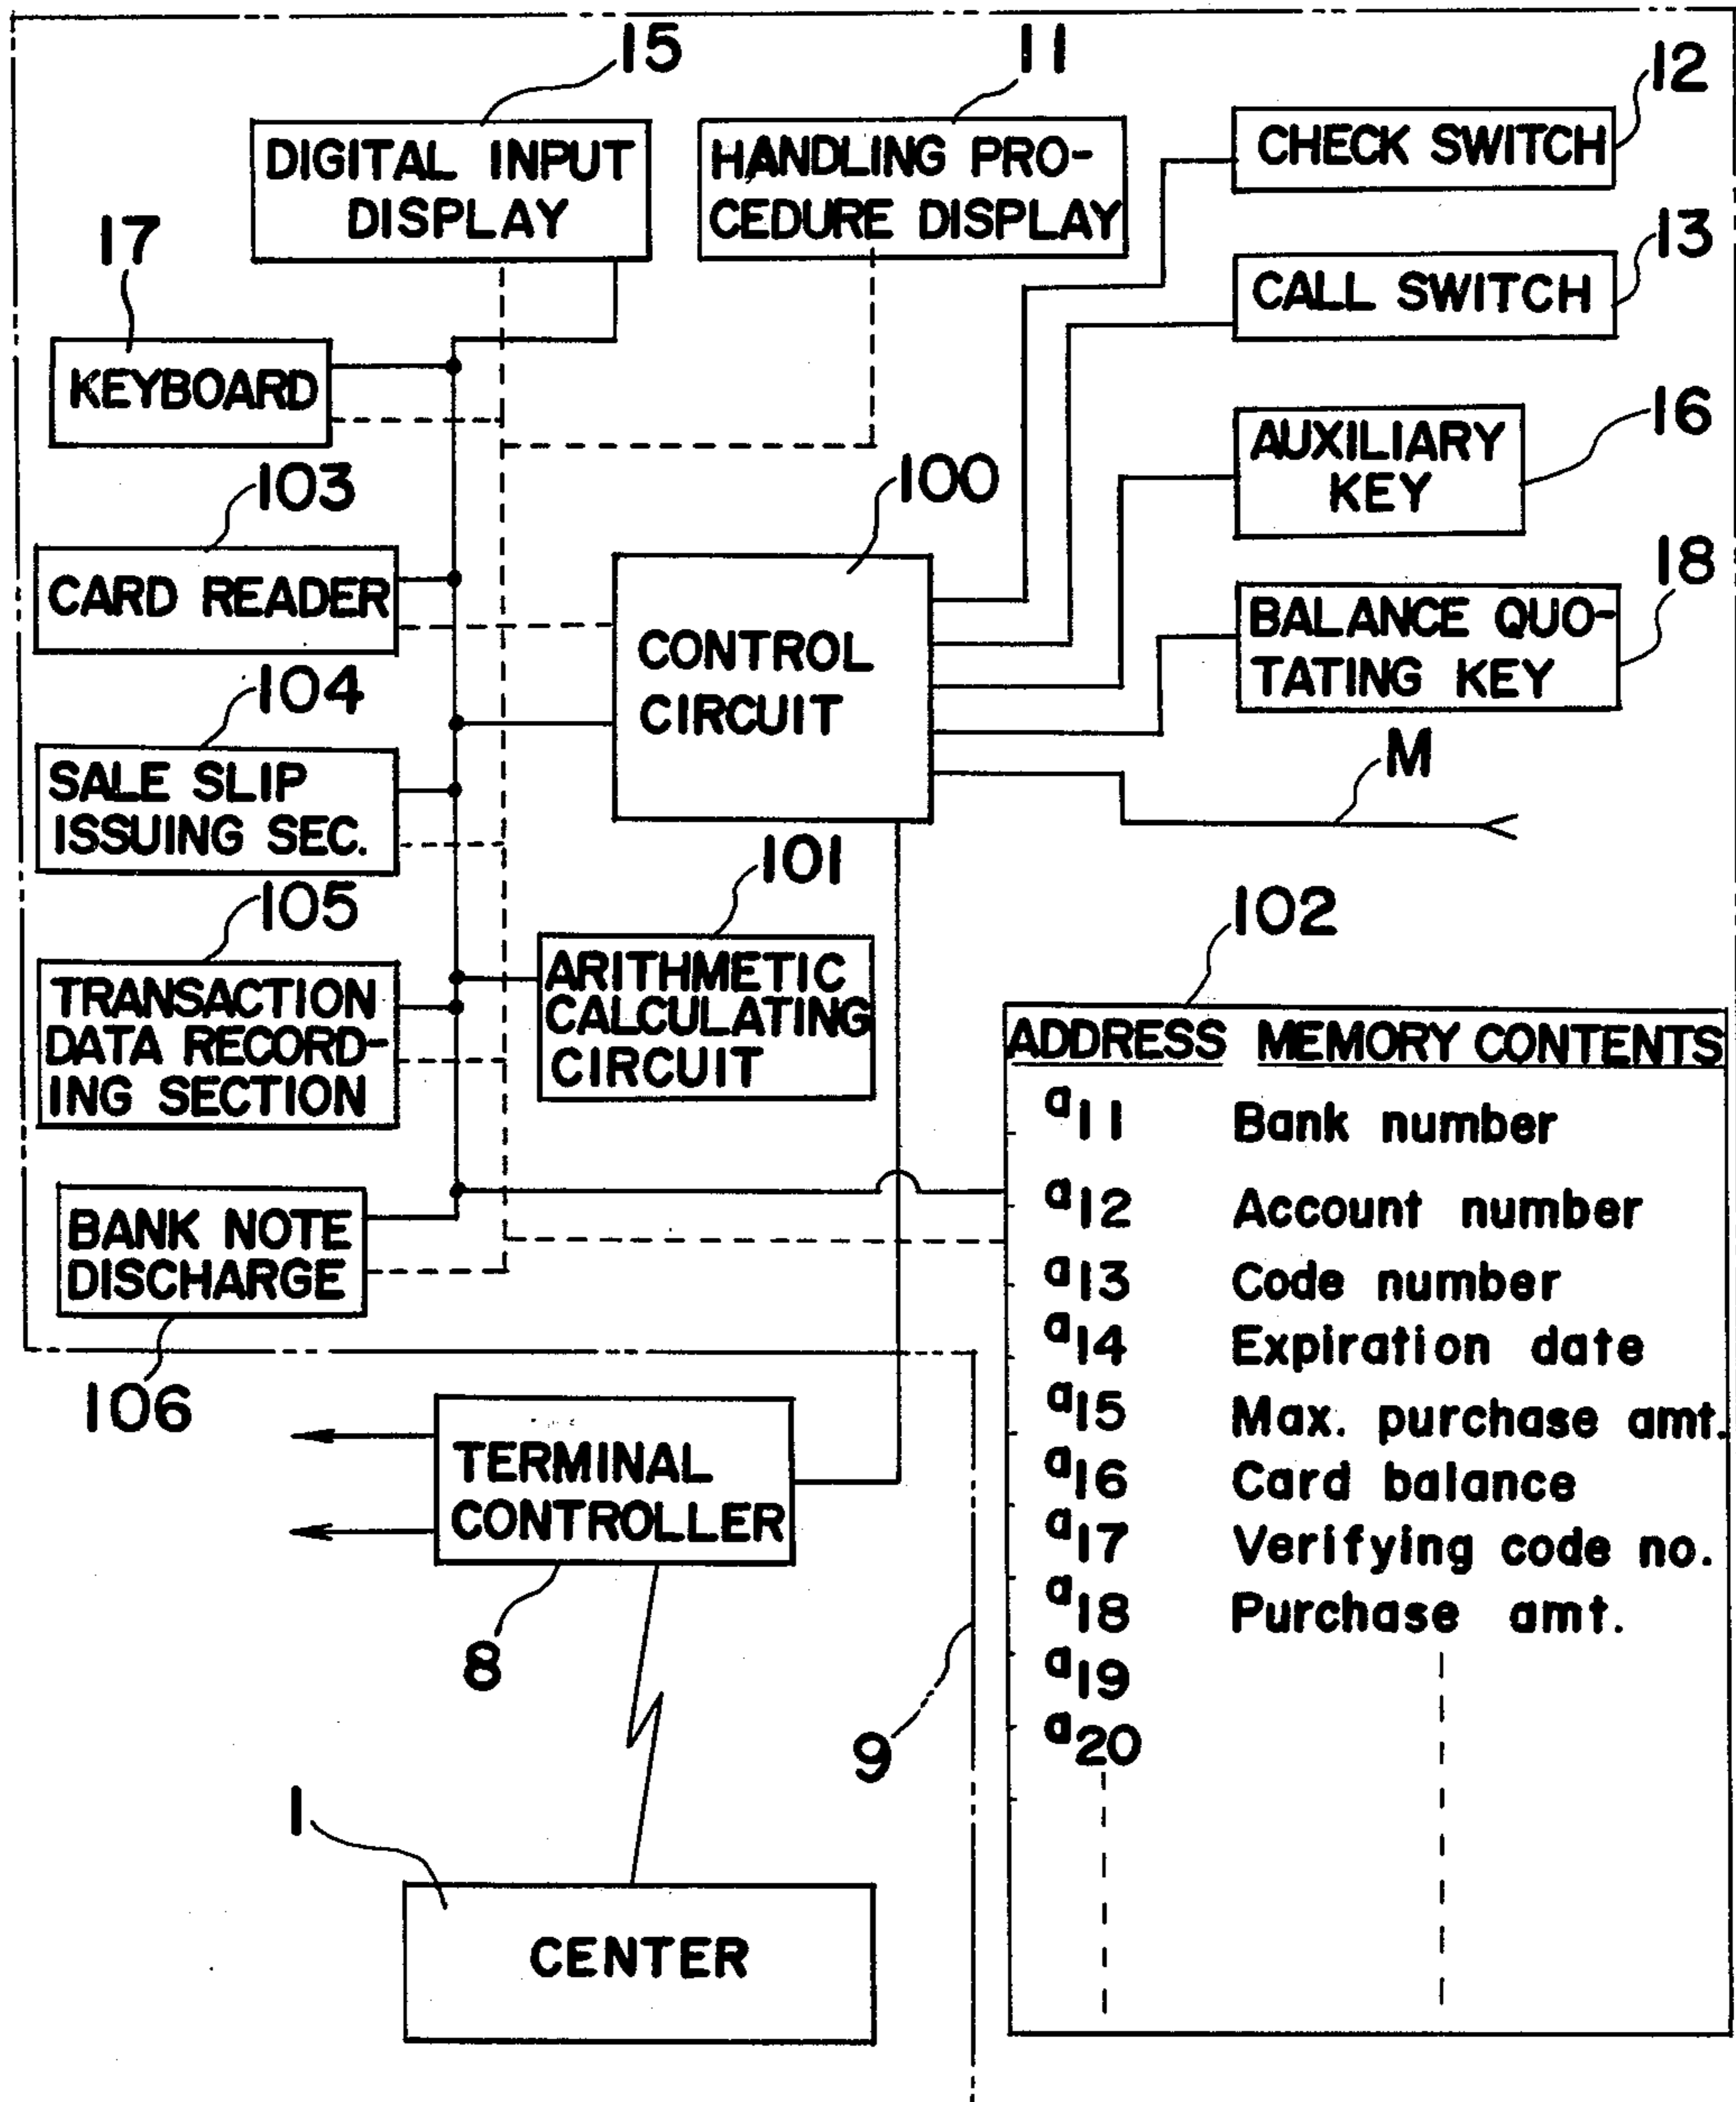 15
11
12
DIGITAL INPUT
DISPLAY
HANDLING PRO-
CEDURE DISPLAY
CHECK SWITCH
13
CALL SWITCH
17
KEYBOARD
16
AUXILIARY
KEY
103
CARD READER
100
CONTROL
CIRCUIT
18
BALANCE QUO-
TATING KEY
104
SALE SLIP
ISSUING SEC.
M
105
TRANSACTION
DATA RECORD-
ING SECTION
101
ARITHMETIC
CALCULATING
CIRCUIT
102
ADDRESS MEMORY CONTENTS
a11 Bank number
a12 Account number
a13 Code number
a14 Expiration date
a15 Max. purchase amt.
a16 Card balance
a17 Verifying code no.
a18 Purchase amt.
a19
a20
BANK NOTE
DISCHARGE
106
TERMINAL
CONTROLLER
8
9
1
CENTER